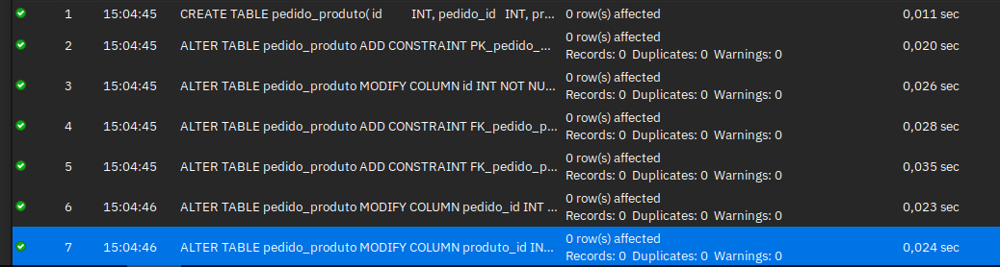 1 15:04:45 CREATE TABLE pedido_produto( id INT, pedido_id INT, pr... 0 row(s) affected 0,011 sec
2 15:04:45 ALTER TABLE pedido_produto ADD CONSTRAINT PK_pedido_... 0 row(s) affected
Records: 0 Duplicates: 0 Warnings: 0 0,020 sec
3 15:04:45 ALTER TABLE pedido_produto MODIFY COLUMN id INT NOT NU... 0 row(s) affected
Records: 0 Duplicates: 0 Warnings: 0 0,026 sec
4 15:04:45 ALTER TABLE pedido_produto ADD CONSTRAINT FK_pedido_p... 0 row(s) affected
Records: 0 Duplicates: 0 Warnings: 0 0,028 sec
5 15:04:45 ALTER TABLE pedido_produto ADD CONSTRAINT FK_pedido_p... 0 row(s) affected
Records: 0 Duplicates: 0 Warnings: 0 0,035 sec
6 15:04:46 ALTER TABLE pedido_produto MODIFY COLUMN pedido_id INT ... 0 row(s) affected
Records: 0 Duplicates: 0 Warnings: 0 0,023 sec
7 15:04:46 ALTER TABLE pedido_produto MODIFY COLUMN produto_id IN... 0 row(s) affected
Records: 0 Duplicates: 0 Warnings: 0 0,024 sec